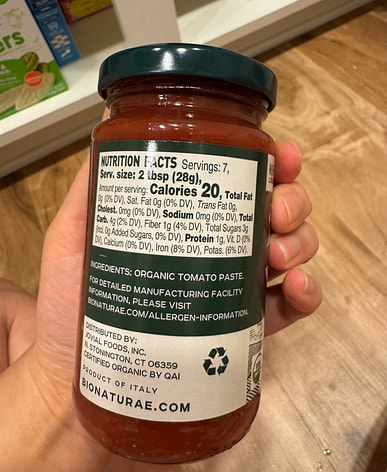 ers
NUTRITION FACTS Servings: 7,
Serv. size: 2 tbsp (28g),
Amount per serving: Calories 20, Total Fat
0g (0% DV), Sat. Fat 0g (0% DV), Trans Fat 0g,
Cholest. 0mg (0% DV), Sodium 0mg (0% DV), Total
Carb. 4g (2% DV), Fiber 1g (4% DV), Total Sugars 3g
(Incl. 0g Added Sugars, 0% DV), Protein 1g, Vit. D (0%
DV), Calcium (0% DV), Iron (8% DV), Potas. (6% DV).
INGREDIENTS: ORGANIC TOMATO PASTE.
FOR DETAILED MANUFACTURING FACILITY
INFORMATION, PLEASE VISIT
BIONATURAE.COM/ALLERGEN-INFORMATION.
DISTRIBUTED BY:
JOVIAL FOODS, INC.
N. STONINGTON, CT 06359
CERTIFIED ORGANIC BY QAI
PRODUCT OF ITALY
BIONATURAE.COM